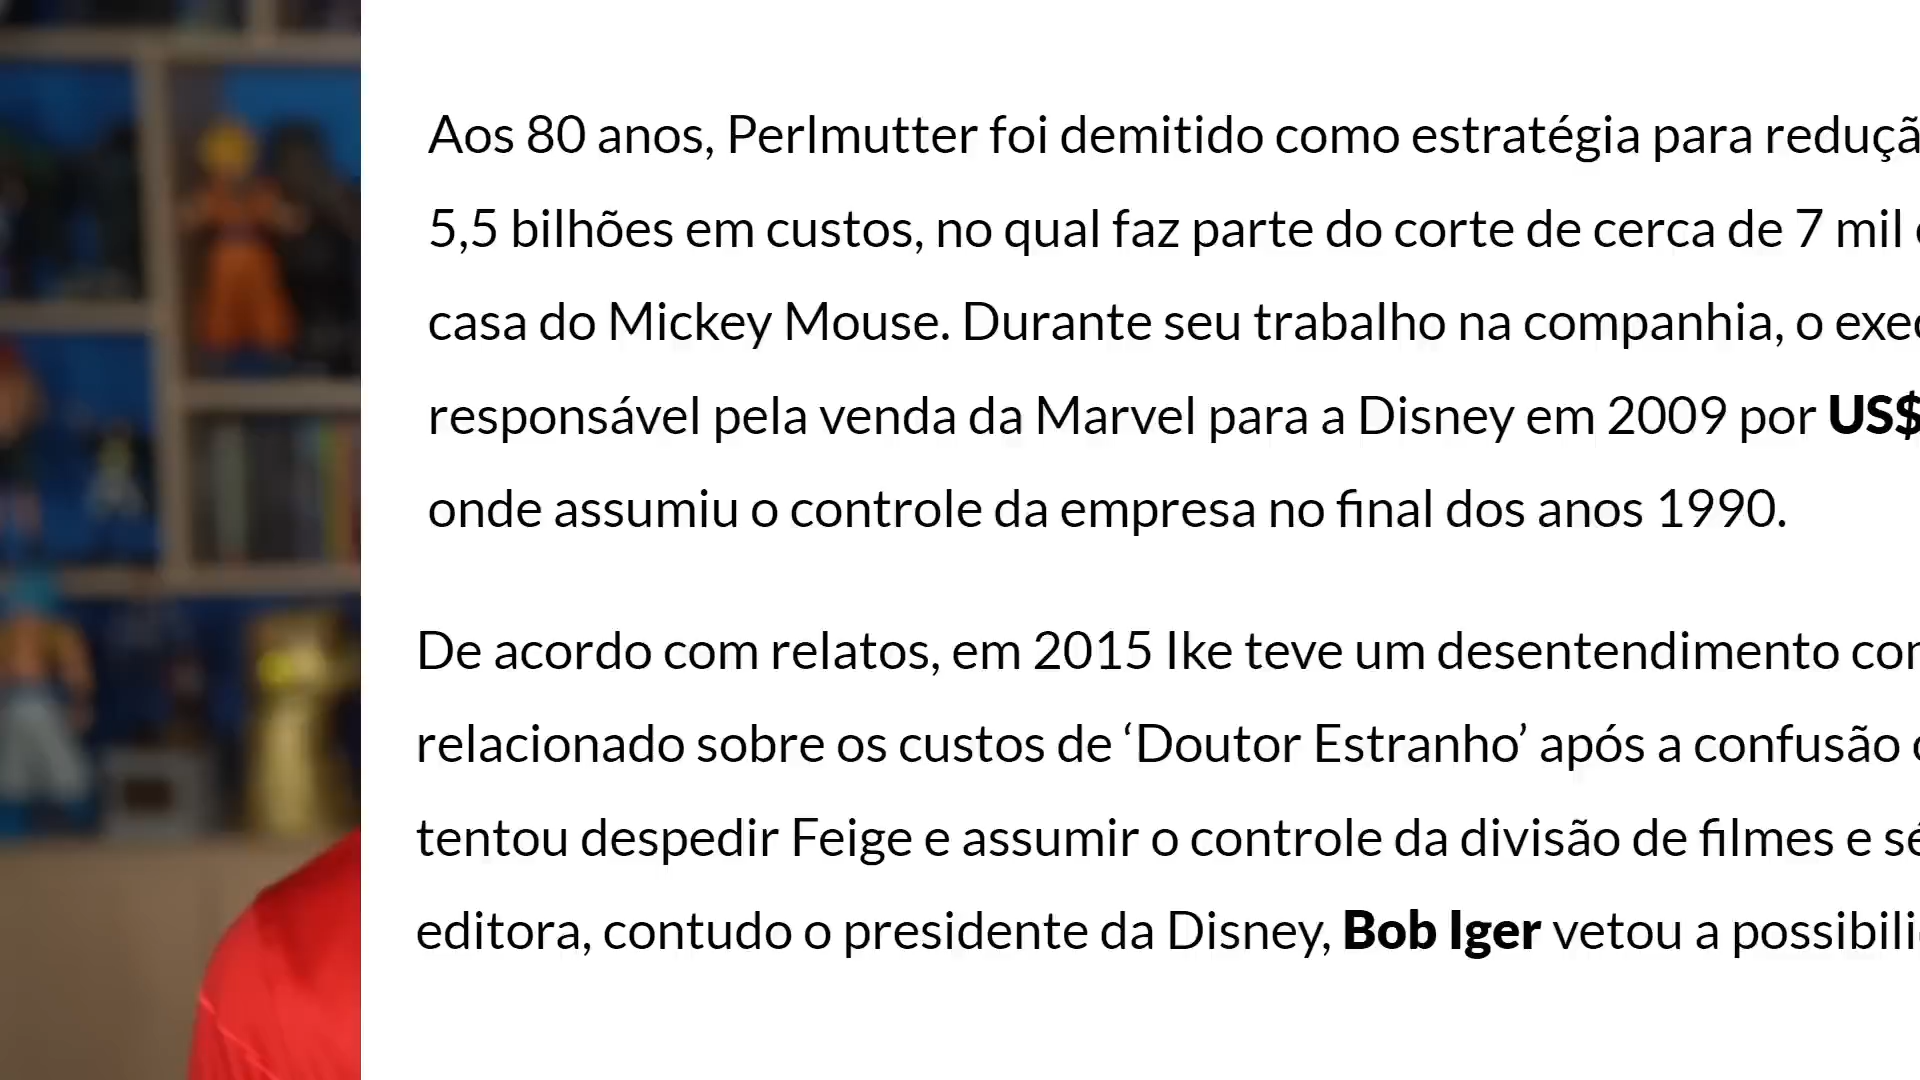 Aos 80 anos, Perlmutter foi demitido como estratégia para
5,5 bilhões em custos, no qual faz parte do corte de cerca de 7 mil
casa do Mickey Mouse. Durante seu trabalho na companhia, o
responsável pela venda da Marvel para a Disney em 2009 por US$
onde assumiu o controle da empresa no final dos anos 1990.
De acordo com relatos, em 2015 Ike teve um desentendimento
relacionado sobre os custos de ‘Doutor Estranho’ após a confusão
tentou despedir Feige e assumir o controle da divisão de filmes e
editora, contudo o presidente da Disney, Bob Iger vetou a